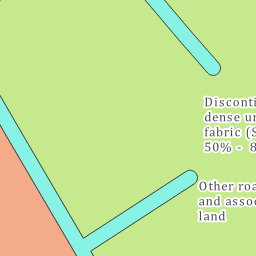 Disconti
dense ur
fabric (S
50% - 8
Other roa
and assoc
land